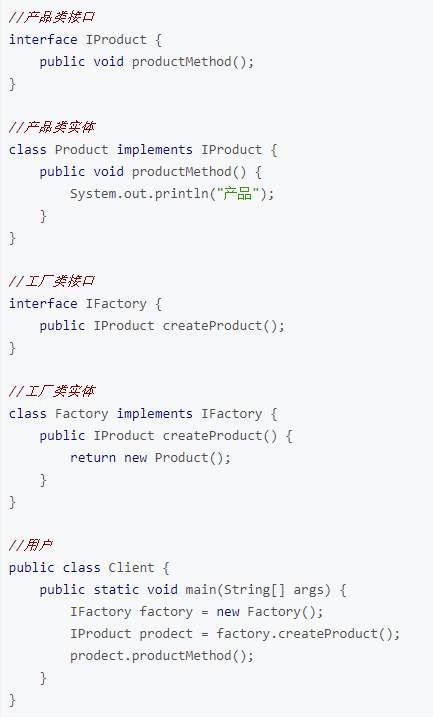 //产品类接口
interface IProduct {
    public void productMethod();
}
//产品类实体
class Product implements IProduct {
    public void productMethod() {
        System.out.println("产品");
    }
}
//工厂类接口
interface IFactory {
    public IProduct createProduct();
}
//工厂类实体
class Factory implements IFactory {
    public IProduct createProduct() {
        return new Product();
    }
}
//用户
public class Client {
    public static void main(String[] args) {
        IFactory factory = new Factory();
        IProduct prodect = factory.createProduct();
        prodect.productMethod();
    }
}